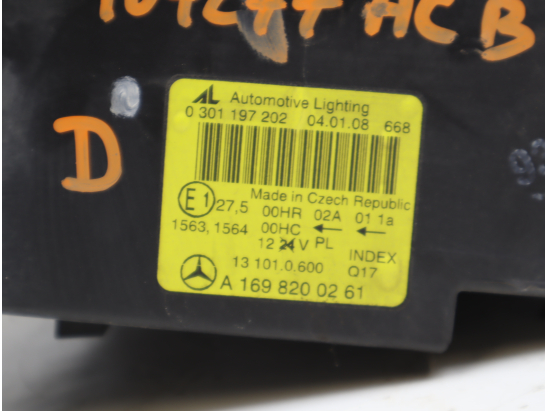 HC B
D
AL Automotive Lighting
0 301 197 202 04.01.08 668
Made in Czech Republic
E1 27,5 00HR 02A 01 1a
1563, 1564 00HC ← ←
12 24 V PL INDEX
13 101.0.600 Q17
A 169 820 02 61